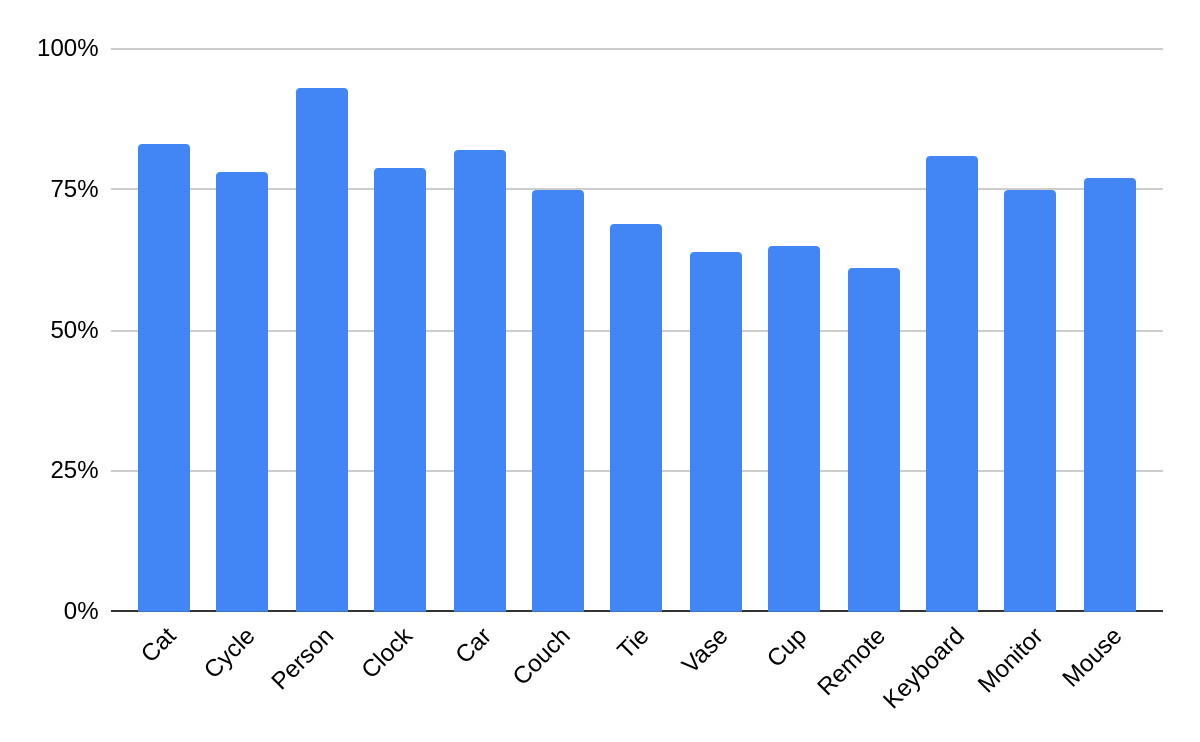 100%
75%
50%
25%
0%
Cat
Cycle
Person
Clock
Car
Couch
Tie
Vase
Cup
Remote
Keyboard
Monitor
Mouse